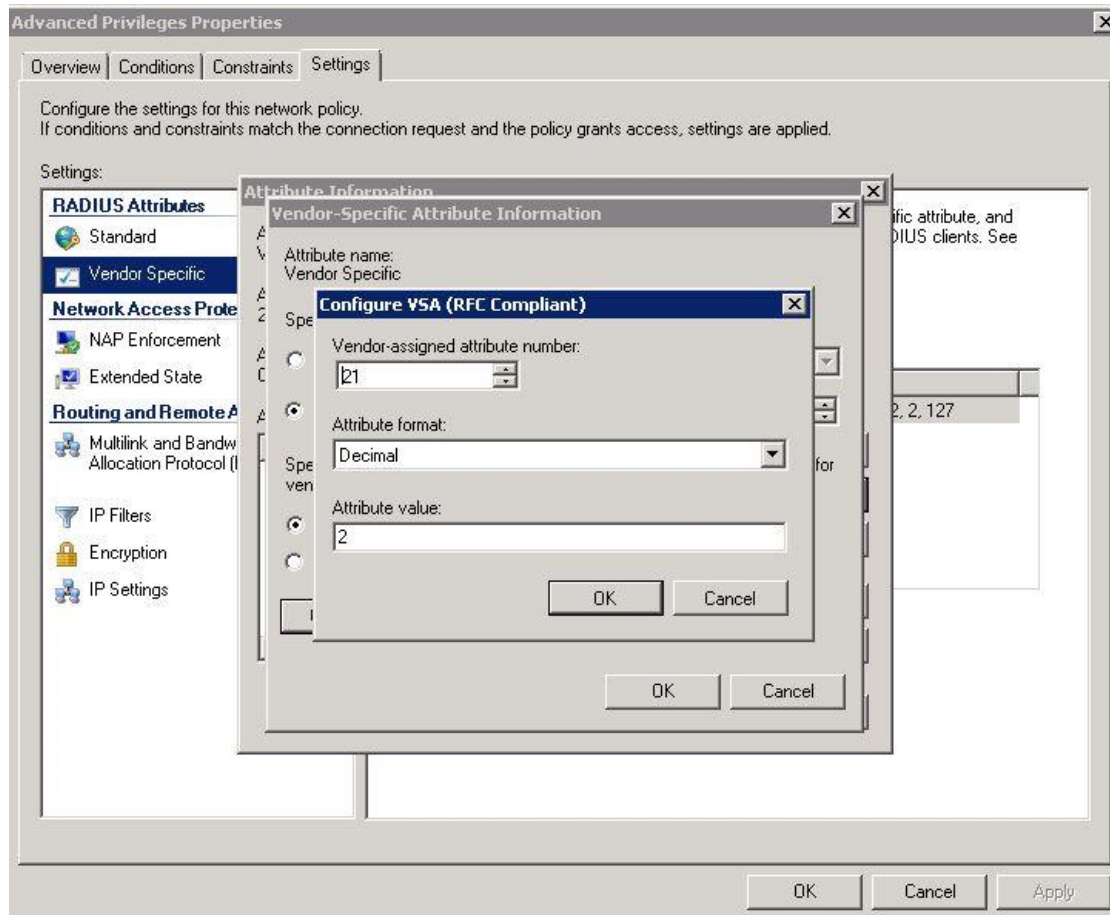 Advanced Privileges Properties
Overview
Conditions
Constraints
Settings
Configure the settings for this network policy.
If conditions and constraints match the connection request and the policy grants access, settings are applied.
Settings:
RADIUS Attributes
Standard
Vendor Specific
Network Access Prote
NAP Enforcement
Extended State
Routing and Remote A
Multilink and Bandw
Allocation Protocol (
IP Filters
Encryption
IP Settings
Attribute Information
ific attribute, and
DIUS clients. See
2, 2, 127
Vendor-Specific Attribute Information
Attribute name:
Vendor Specific
Spe
Spe for
ven
Configure VSA (RFC Compliant)
Vendor-assigned attribute number:
21
Attribute format:
Decimal
Attribute value:
2
OK Cancel
OK Cancel
OK Cancel Apply